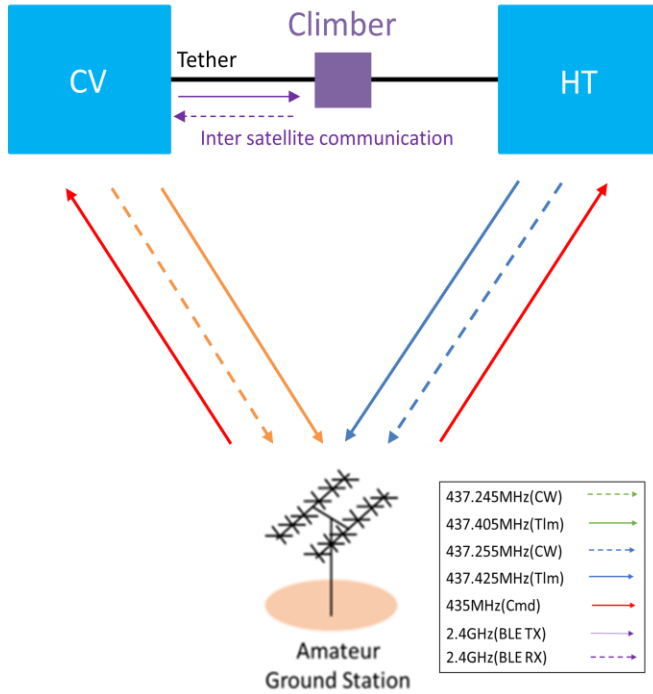 Climber
Tether
CV
HT
Inter satellite communication
437.245MHz(CW)
437.405MHz(Tlm)
437.255MHz(CW)
437.425MHz(Tlm)
435MHz(Cmd)
2.4GHz(BLE TX)
2.4GHz(BLE RX)
Amateur
Ground Station